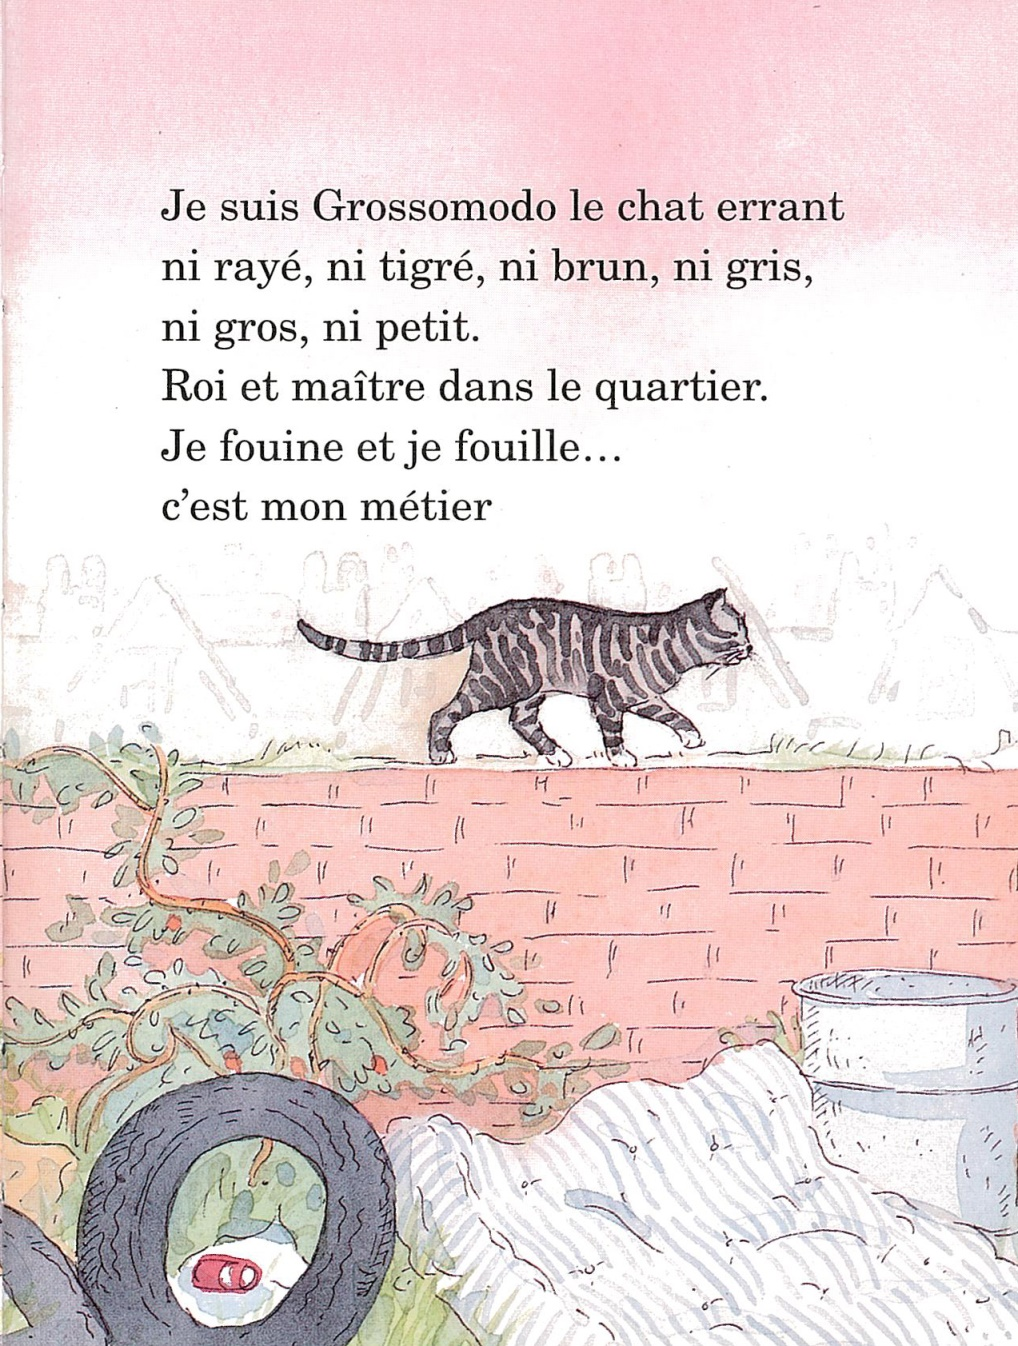 Je suis Grossomodo le chat errant
ni rayé, ni tigré, ni brun, ni gris,
ni gros, ni petit.
Roi et maître dans le quartier.
Je fouine et je fouille...
c’est mon métier